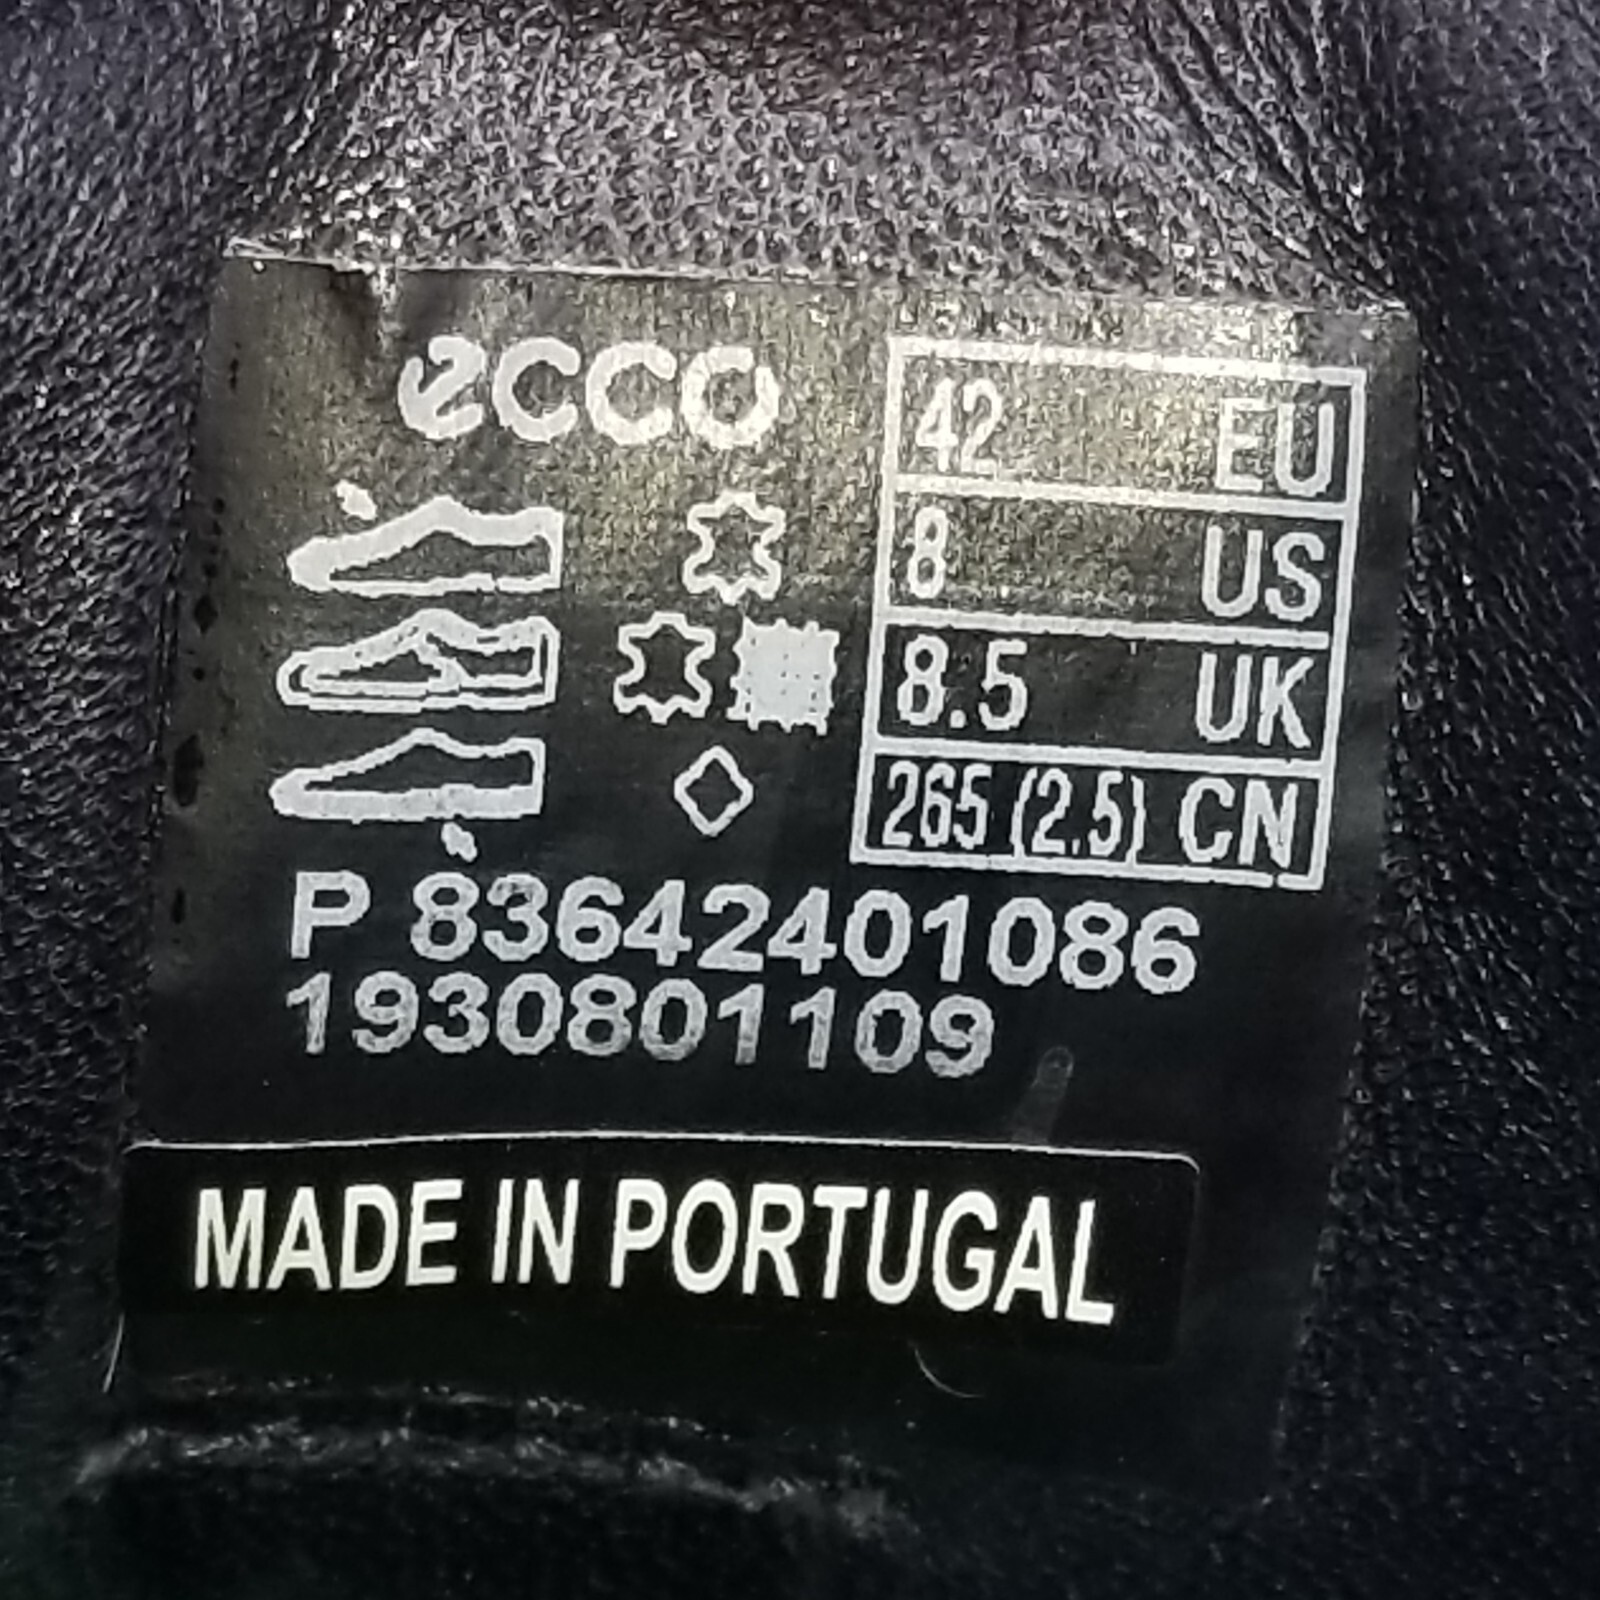 ecco
42 EU
8 US
8.5 UK
265 (2.5) CN
P 83642401086
1930801109
MADE IN PORTUGAL